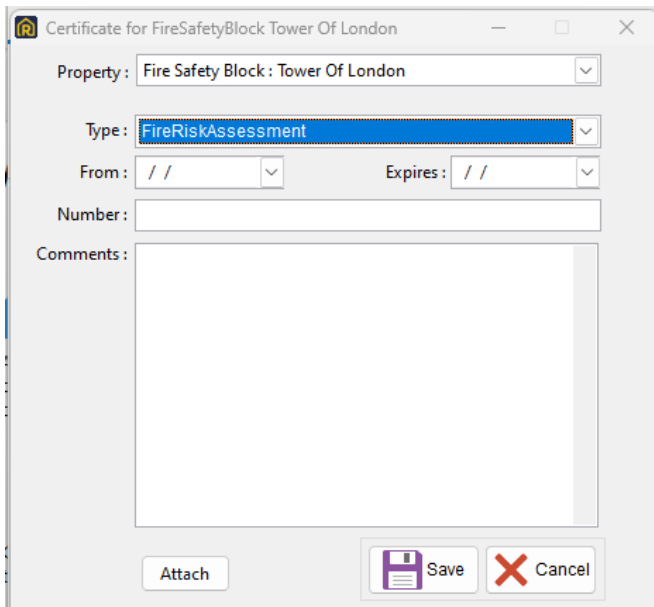 Certificate for FireSafetyBlock Tower Of London
Property : Fire Safety Block : Tower Of London
Type : FireRiskAssessment
From : / / Expires : / /
Number :
Comments :
Attach Save Cancel